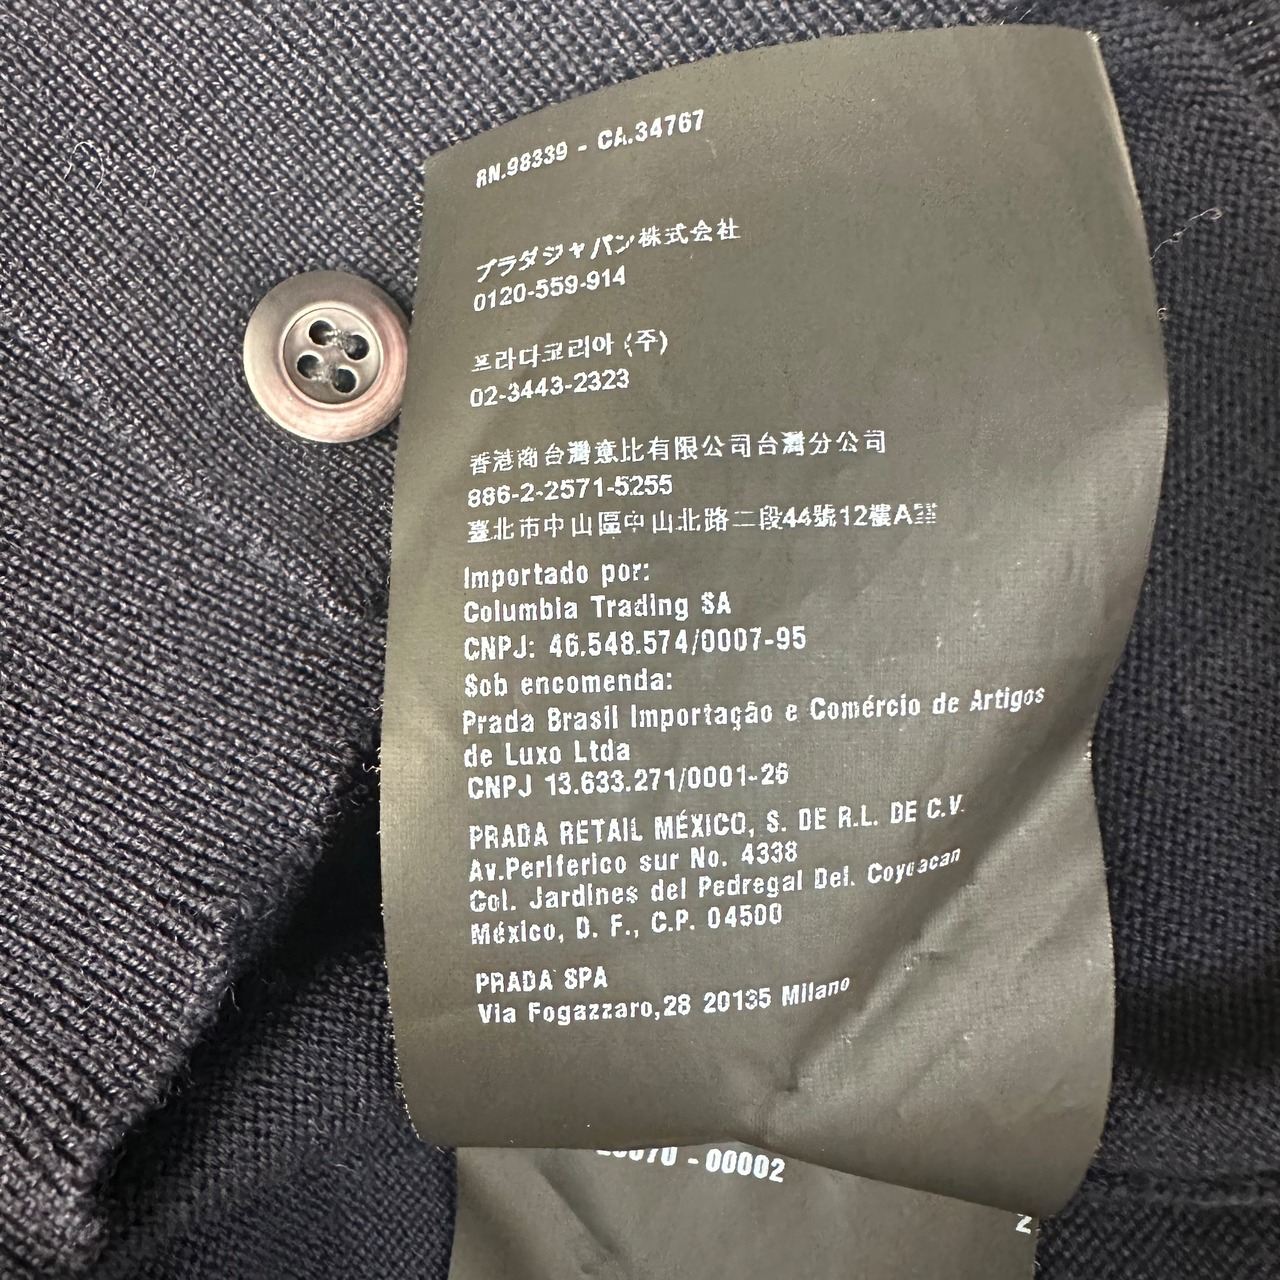 RN.98339 - CA.34767
プラダジャパン株式会社
0120-559-914
프라다코리아 (주)
02-3443-2323
香港商台灣意比有限公司台灣分公司
886-2-2571-5255
臺北市中山區中山北路二段44號12樓A室
Importado por:
Columbia Trading SA
CNPJ: 46.548.574/0007-95
Sob encomenda:
Prada Brasil Importação e Comércio de Artigos
de Luxo Ltda
CNPJ 13.633.271/0001-26
PRADA RETAIL MÉXICO, S. DE R.L. DE C.V.
Av.Periferico sur No. 4338
Col. Jardines del Pedregal Del. Coyoacan
México, D. F., C.P. 04500
PRADA SPA
Via Fogazzaro,28 20135 Milano
- 00002
2